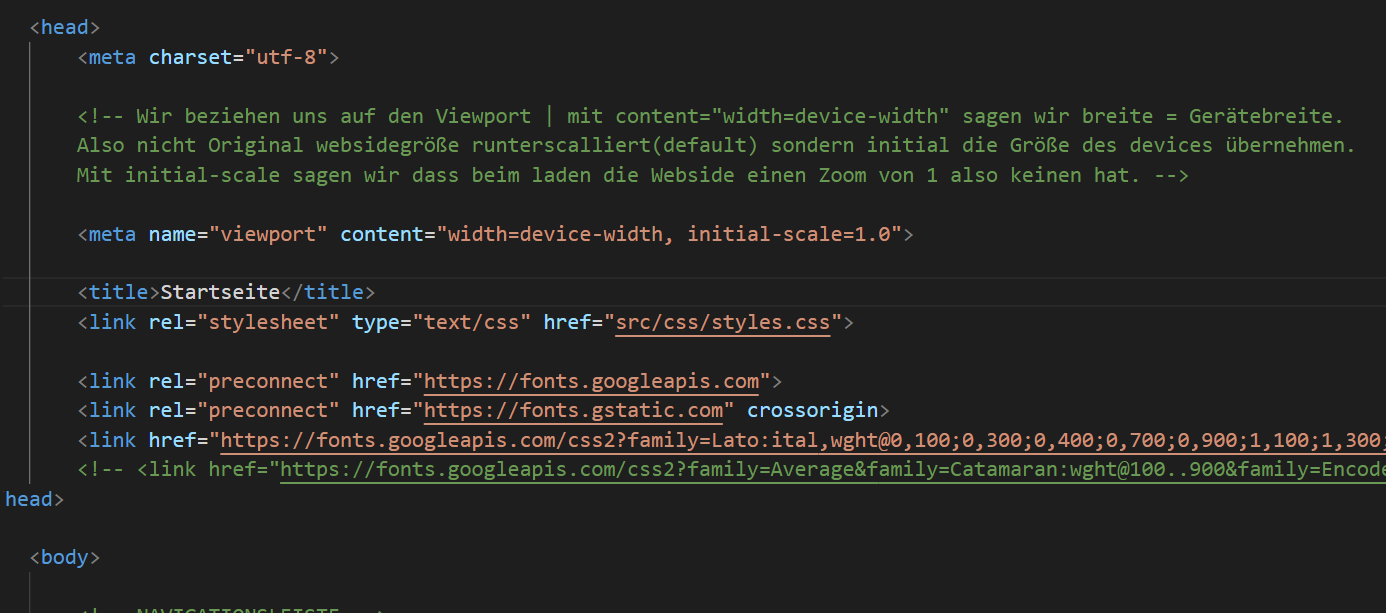 <head>
<meta charset="utf-8">
<!-- Wir beziehen uns auf den Viewport | mit content="width=device-width" sagen wir breite = Gerätebreite.
Also nicht Original websidegröße runterscalliert(default) sondern initial die Größe des devices übernehmen.
Mit initial-scale sagen wir dass beim laden die Webside einen Zoom von 1 also keinen hat. -->
<meta name="viewport" content="width=device-width, initial-scale=1.0">
<title>Startseite</title>
<link rel="stylesheet" type="text/css" href="src/css/styles.css">
<link rel="preconnect" href="https://fonts.googleapis.com">
<link rel="preconnect" href="https://fonts.gstatic.com" crossorigin>
<link href="https://fonts.googleapis.com/css2?family=Lato:ital,wght@0,100;0,300;0,400;0,700;0,900;1,100;1,300;
<!-- <link href="https://fonts.googleapis.com/css2?family=Average&family=Catamaran:wght@100..900&family=Encode
head>
<body>
<!-- NAVIGATIONSLEISTE -->